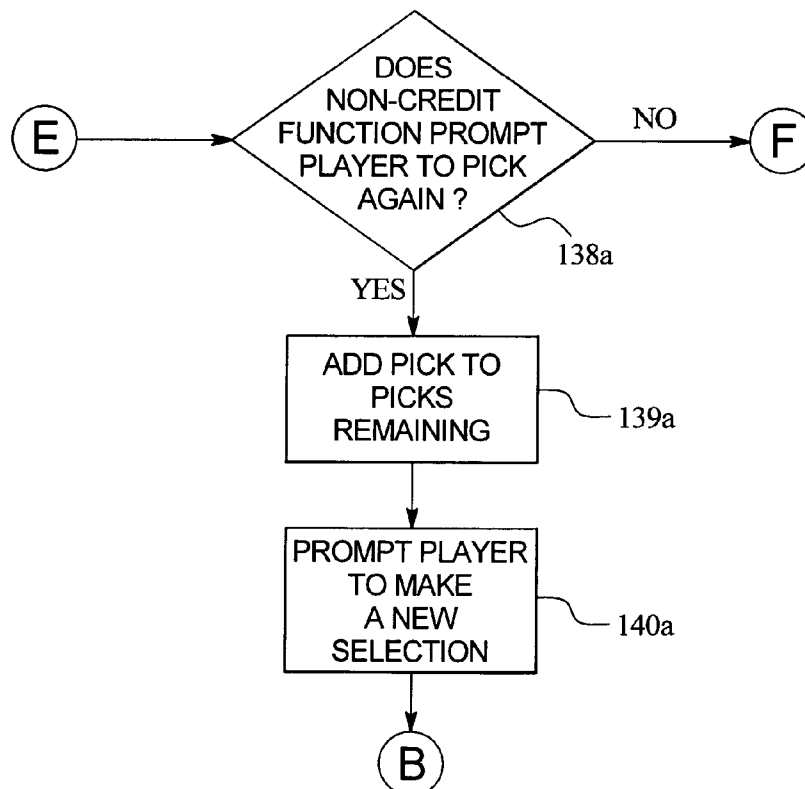 DOES
NON-CREDIT
FUNCTION PROMPT
PLAYER TO PICK
AGAIN ?
E
NO
F
138a
YES
ADD PICK TO
PICKS
REMAINING
139a
PROMPT PLAYER
TO MAKE
A NEW
SELECTION
140a
B